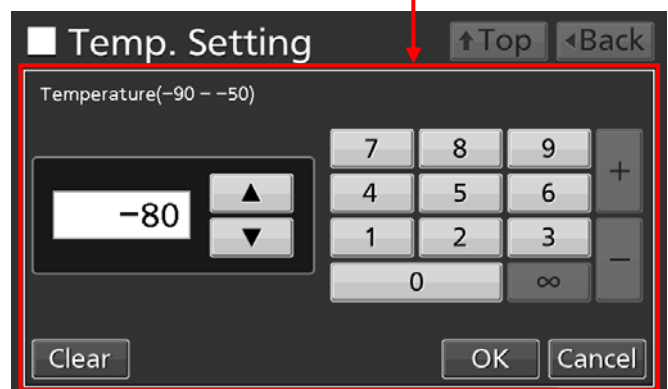 Temp. Setting
↑Top
◂Back
Temperature(−90 − −50)
−80
▲
▼
7 8 9 +
4 5 6
1 2 3 −
0 ∞
Clear
OK
Cancel